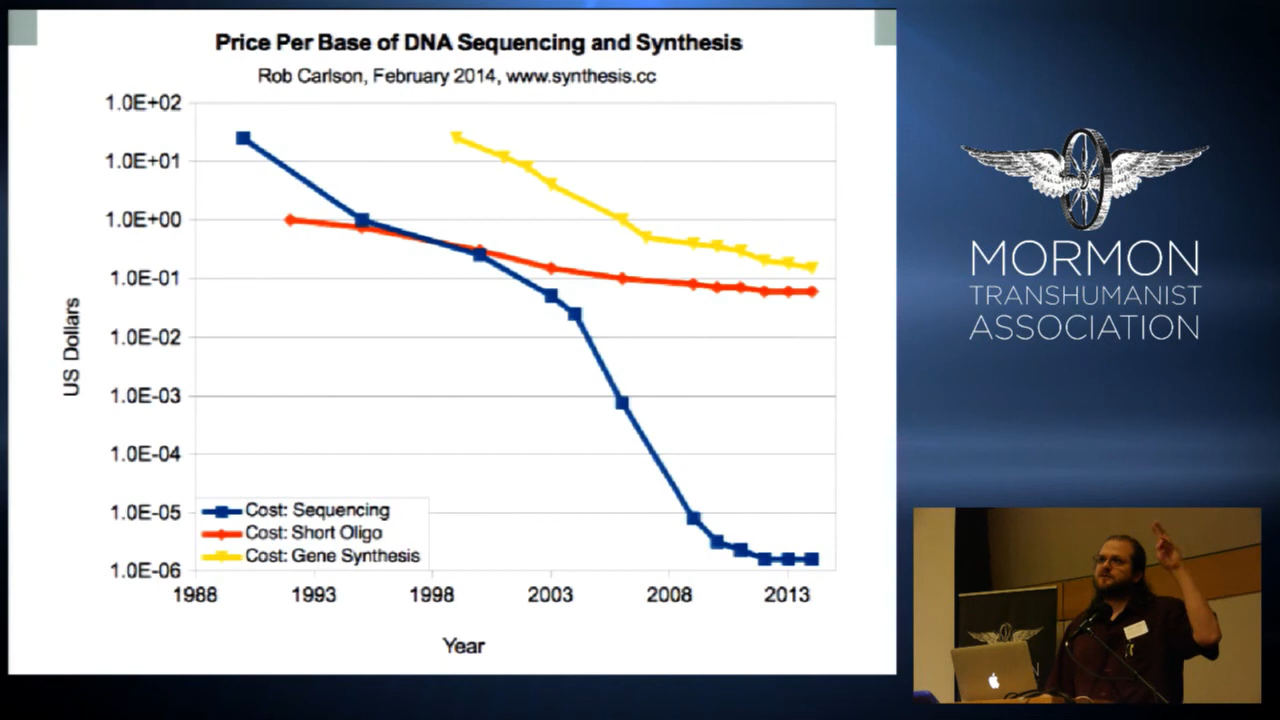 Price Per Base of DNA Sequencing and Synthesis
Rob Carlson, February 2014, www.synthesis.cc
1.0E+02
1.0E+01
1.0E+00
1.0E-01
1.0E-02
1.0E-03
1.0E-04
1.0E-05
1.0E-06
US Dollars
Cost: Sequencing
Cost: Short Oligo
Cost: Gene Synthesis
1988 1993 1998 2003 2008 2013
Year
MORMON
TRANSHUMANIST
ASSOCIATION